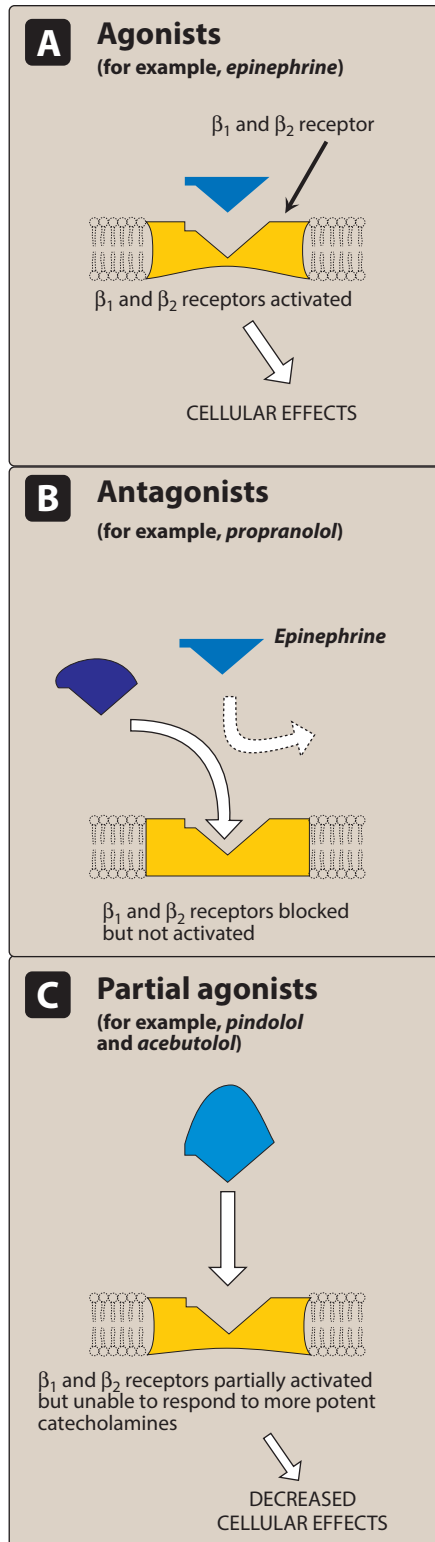 A
Agonists
(for example, epinephrine)
β₁ and β₂ receptor
β₁ and β₂ receptors activated
CELLULAR EFFECTS
B
Antagonists
(for example, propranolol)
Epinephrine
β₁ and β₂ receptors blocked
but not activated
C
Partial agonists
(for example, pindolol
and acebutolol)
β₁ and β₂ receptors partially activated
but unable to respond to more potent
catecholamines
DECREASED
CELLULAR EFFECTS